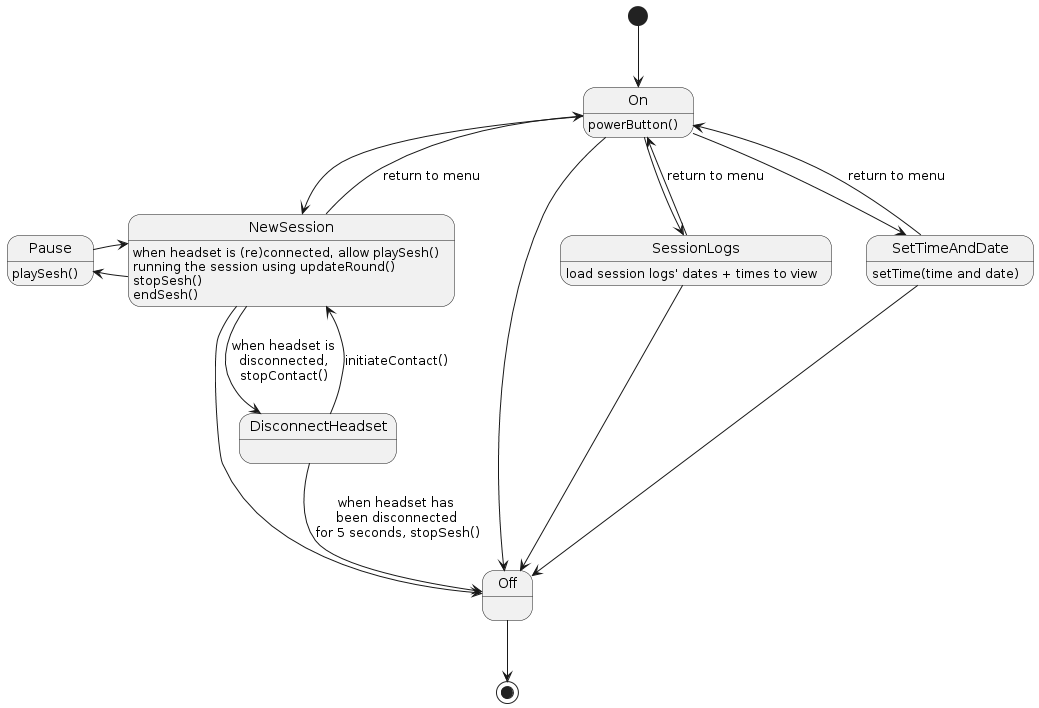 On
powerButton()
return to menu
return to menu
return to menu
NewSession
when headset is (re)connected, allow playSesh()
running the session using updateRound()
stopSesh()
endSesh()
Pause
playSesh()
SessionLogs
load session logs' dates + times to view
SetTimeAndDate
setTime(time and date)
when headset is
disconnected,
stopContact()
initiateContact()
DisconnectHeadset
when headset has
been disconnected
for 5 seconds, stopSesh()
Off